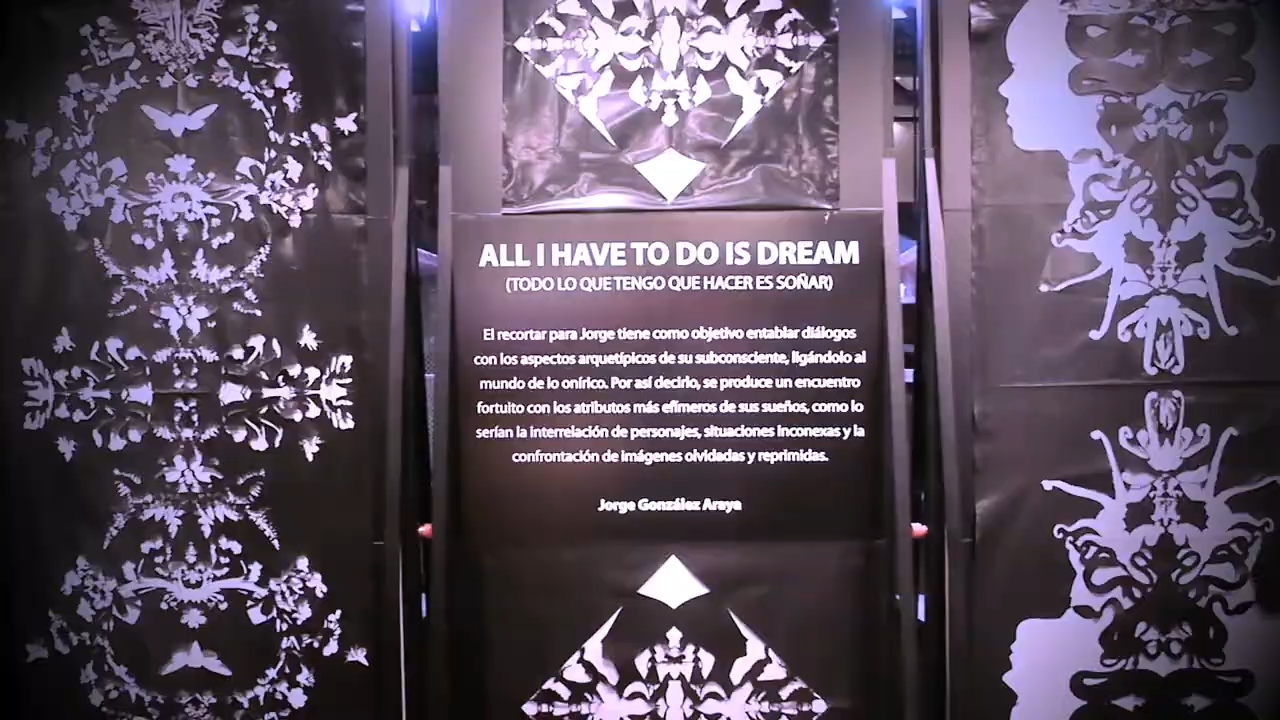 ALL I HAVE TO DO IS DREAM
(TODO LO QUE TENGO QUE HACER ES SOÑAR)
El recortar para Jorge tiene como objetivo entablar diálogos
con los aspectos arquetípicos de su subconsciente, ligándolo al
mundo de lo onírico. Por así decirlo, se produce un encuentro
fortuito con los atributos más efímeros de sus sueños, como lo
serían la interrelación de personajes, situaciones inconexas y la
confrontación de imágenes olvidadas y reprimidas.
Jorge González Araya